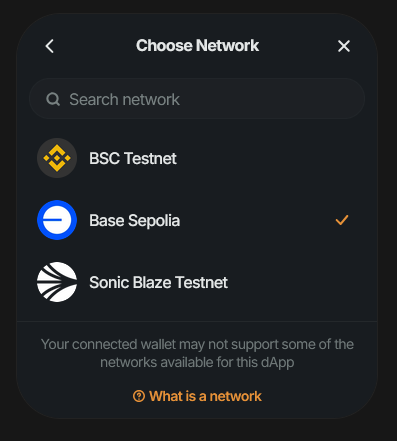 Choose Network
Search network
BSC Testnet
Base Sepolia
Sonic Blaze Testnet
Your connected wallet may not support some of the
networks available for this dApp
What is a network